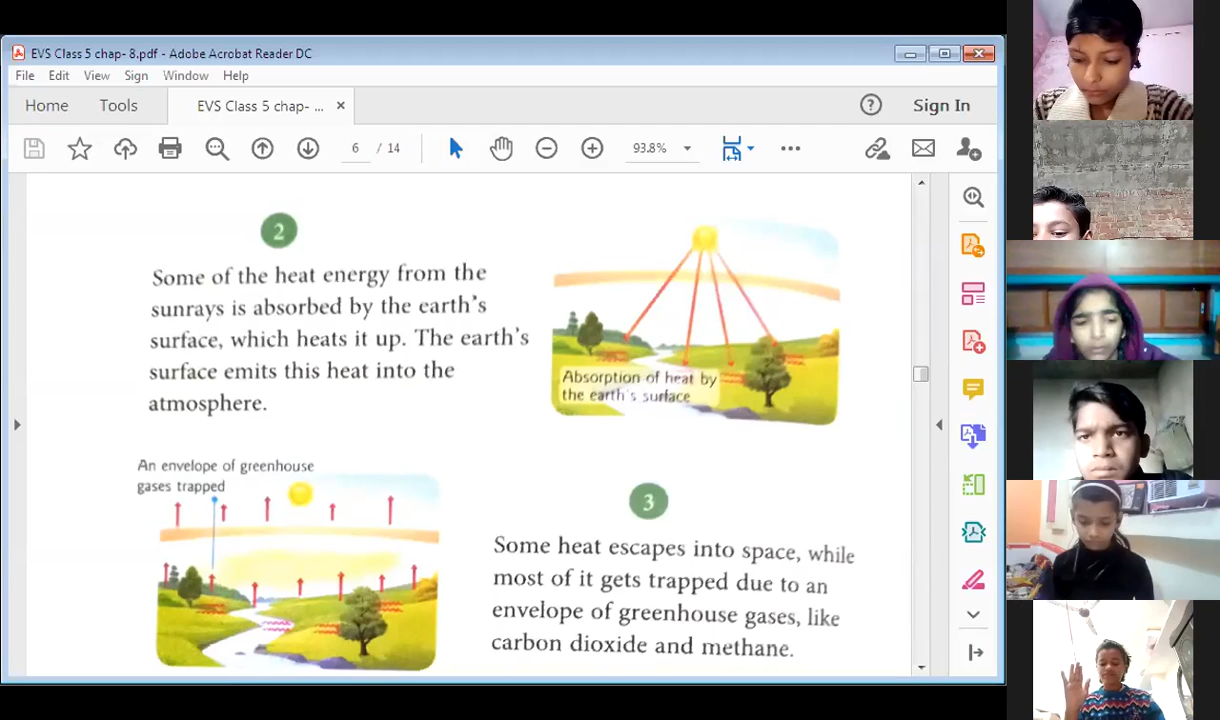 EVS Class 5 chap- 8.pdf - Adobe Acrobat Reader DC
File Edit View Sign Window Help
Home Tools EVS Class 5 chap- ... × Sign In
6 / 14 93.8%
2
Some of the heat energy from the
sunrays is absorbed by the earth's
surface, which heats it up. The earth's
surface emits this heat into the
atmosphere.
Absorption of heat by
the earth's surface
An envelope of greenhouse
gases trapped
3
Some heat escapes into space, while
most of it gets trapped due to an
envelope of greenhouse gases, like
carbon dioxide and methane.